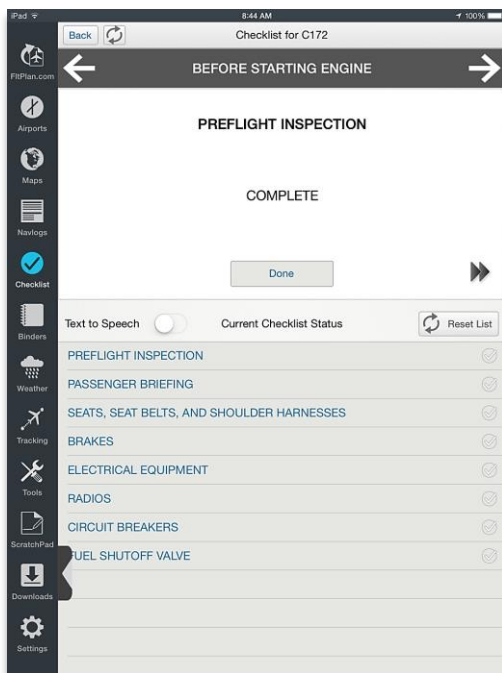 iPad 8:44 AM 100%
Back Checklist for C172
BEFORE STARTING ENGINE
PREFLIGHT INSPECTION
COMPLETE
Done
Text to Speech Current Checklist Status Reset List
PREFLIGHT INSPECTION
PASSENGER BRIEFING
SEATS, SEAT BELTS, AND SHOULDER HARNESSES
BRAKES
ELECTRICAL EQUIPMENT
RADIOS
CIRCUIT BREAKERS
FUEL SHUTOFF VALVE
FltPlan.com
Airports
Maps
Navlogs
Checklist
Binders
Weather
Tracking
Tools
ScratchPad
Downloads
Settings